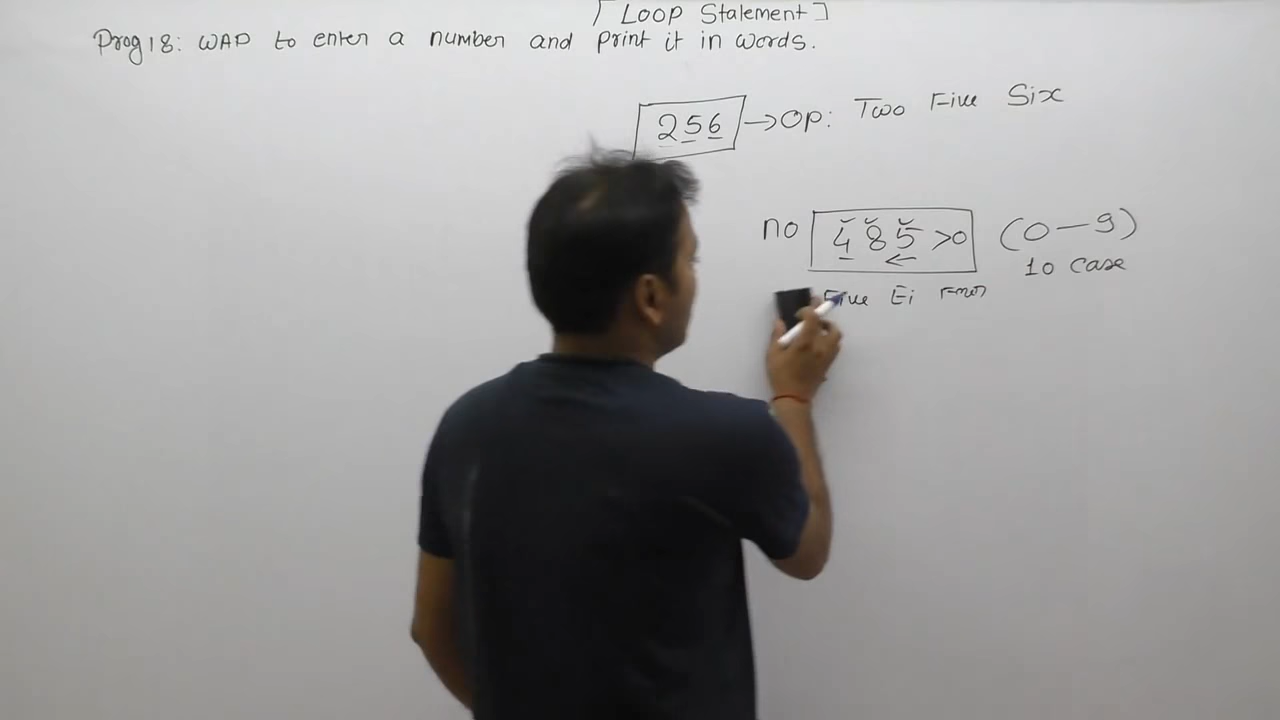 [Loop Statement]
Prog 18: WAP to enter a number and print it in words.
256 → Op: Two Five Six
no 485 >0 (0-9)
10 case
Five Ei